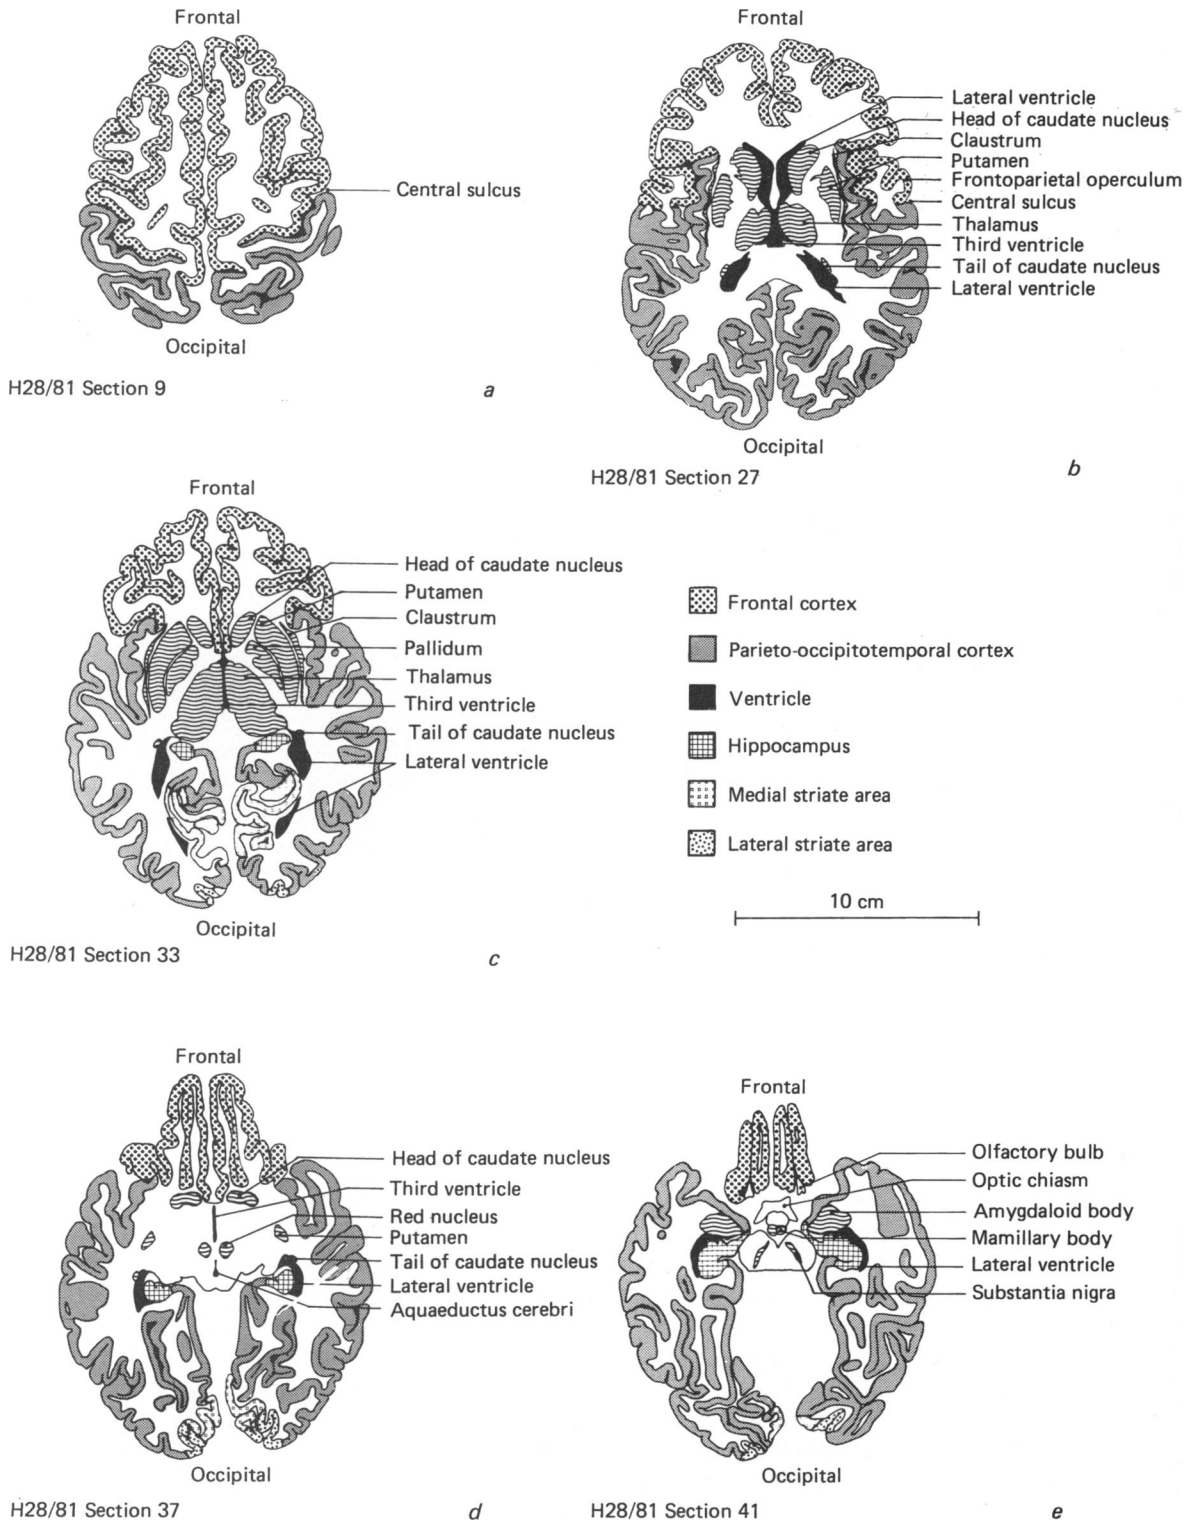 Frontal
Central sulcus
Occipital
H28/81 Section 9
a
Frontal
Lateral ventricle
Head of caudate nucleus
Claustrum
Putamen
Frontoparietal operculum
Central sulcus
Thalamus
Third ventricle
Tail of caudate nucleus
Lateral ventricle
Occipital
H28/81 Section 27
b
Frontal
Head of caudate nucleus
Putamen
Claustrum
Pallidum
Thalamus
Third ventricle
Tail of caudate nucleus
Lateral ventricle
Occipital
H28/81 Section 33
c
Frontal cortex
Parieto-occipitotemporal cortex
Ventricle
Hippocampus
Medial striate area
Lateral striate area
10 cm
Frontal
Head of caudate nucleus
Third ventricle
Red nucleus
Putamen
Tail of caudate nucleus
Lateral ventricle
Aquaeductus cerebri
Occipital
H28/81 Section 37
d
Frontal
Olfactory bulb
Optic chiasm
Amygdaloid body
Mamillary body
Lateral ventricle
Substantia nigra
Occipital
H28/81 Section 41
e